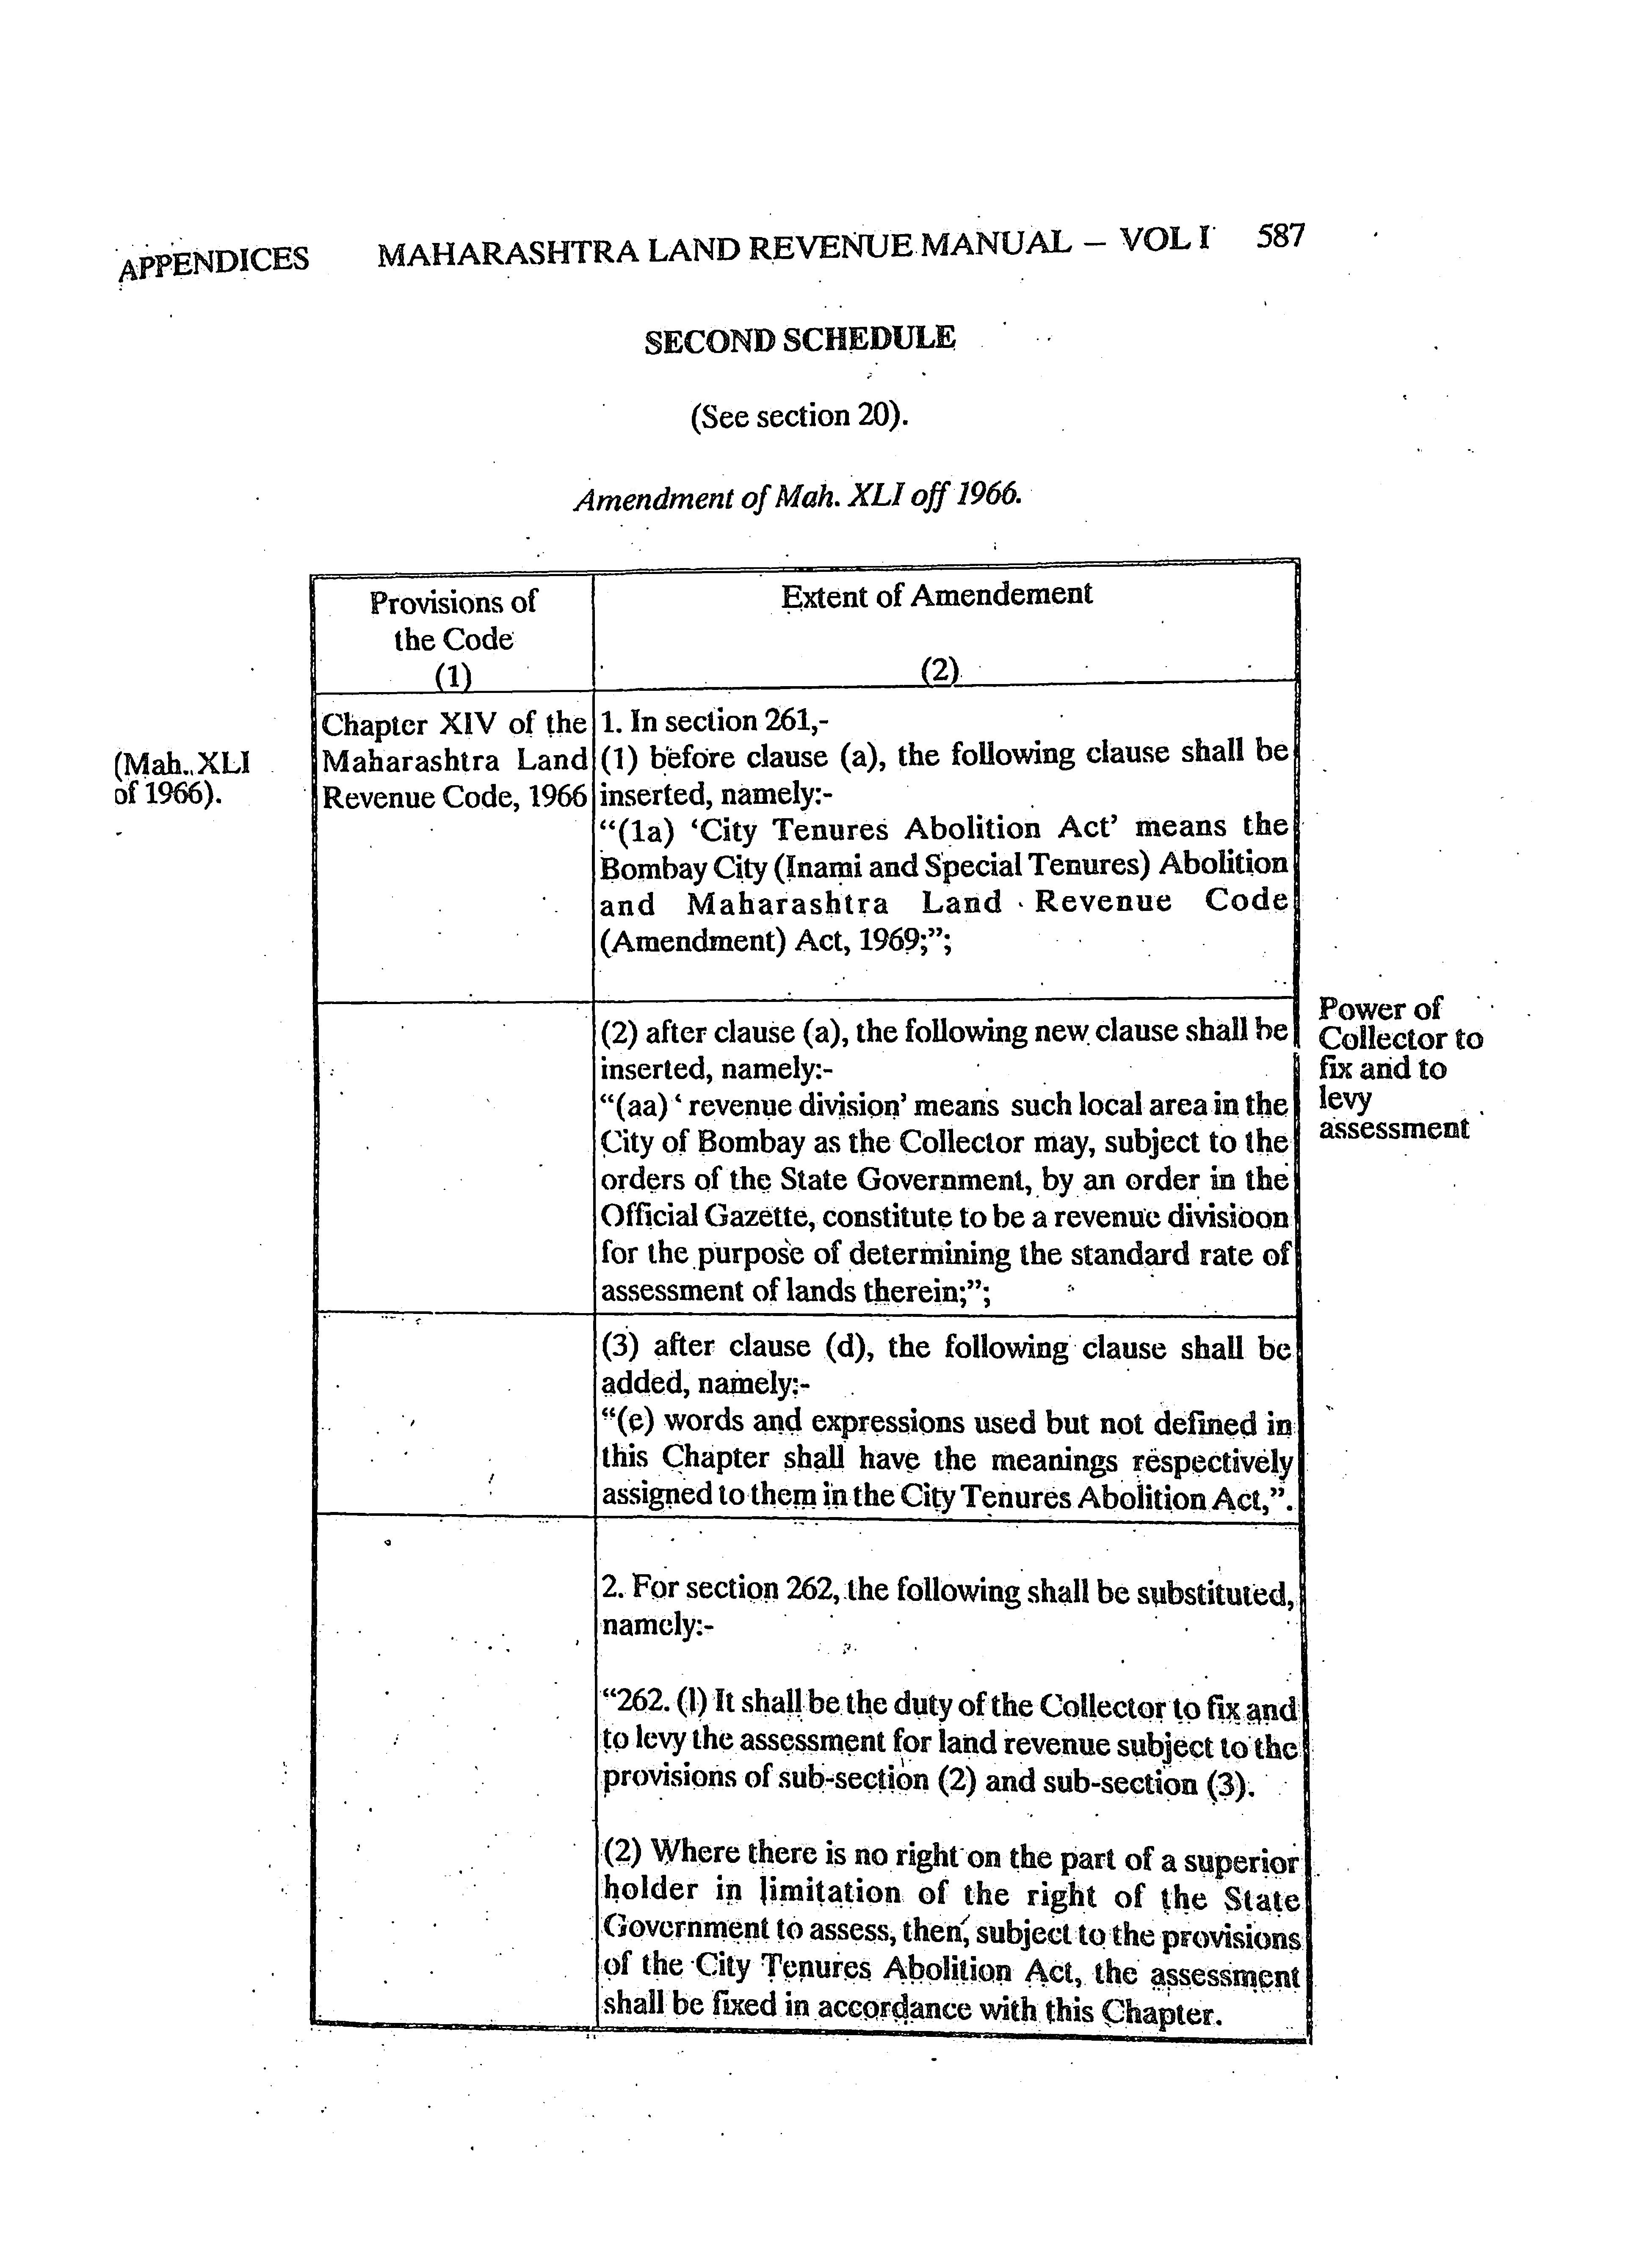 APPENDICES MAHARASHTRA LAND REVENUE MANUAL – VOL I 587
SECOND SCHEDULE
(See section 20).
Amendment of Mah. XLI off 1966.
Provisions of
the Code
(1)
Extent of Amendement
(2)
(Mah. XLI
of 1966).
Chapter XIV of the
Maharashtra Land
Revenue Code, 1966
1. In section 261,-
(1) before clause (a), the following clause shall be
inserted, namely:-
“(1a) ‘City Tenures Abolition Act’ means the
Bombay City (Inami and Special Tenures) Abolition
and Maharashtra Land Revenue Code
(Amendment) Act, 1969;”;
(2) after clause (a), the following new clause shall be
inserted, namely:-
“(aa) ‘ revenue division’ means such local area in the
City of Bombay as the Collector may, subject to the
orders of the State Government, by an order in the
Official Gazette, constitute to be a revenue divisioon
for the purpose of determining the standard rate of
assessment of lands therein;”;
Power of
Collector to
fix and to
levy
assessment
(3) after clause (d), the following clause shall be
added, namely:-
“(e) words and expressions used but not defined in
this Chapter shall have the meanings respectively
assigned to them in the City Tenures Abolition Act,”.
2. For section 262, the following shall be substituted,
namely:-
“262. (l) It shall be the duty of the Collector to fix and
to levy the assessment for land revenue subject to the
provisions of sub-section (2) and sub-section (3).
(2) Where there is no right on the part of a superior
holder in limitation of the right of the State
Government to assess, then, subject to the provisions
of the City Tenures Abolition Act, the assessment
shall be fixed in accordance with this Chapter.